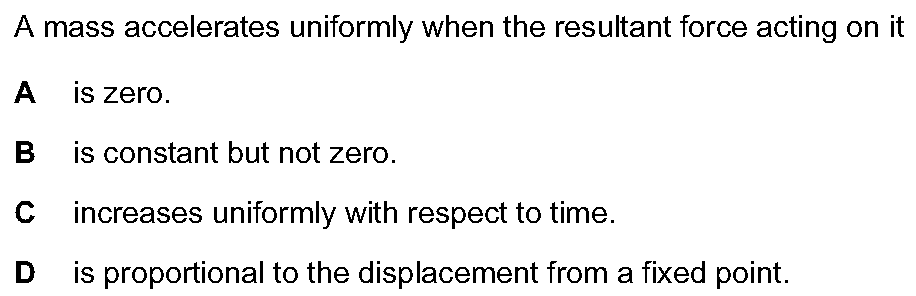 A mass accelerates uniformly when the resultant force acting on it
A is zero.
B is constant but not zero.
C increases uniformly with respect to time.
D is proportional to the displacement from a fixed point.